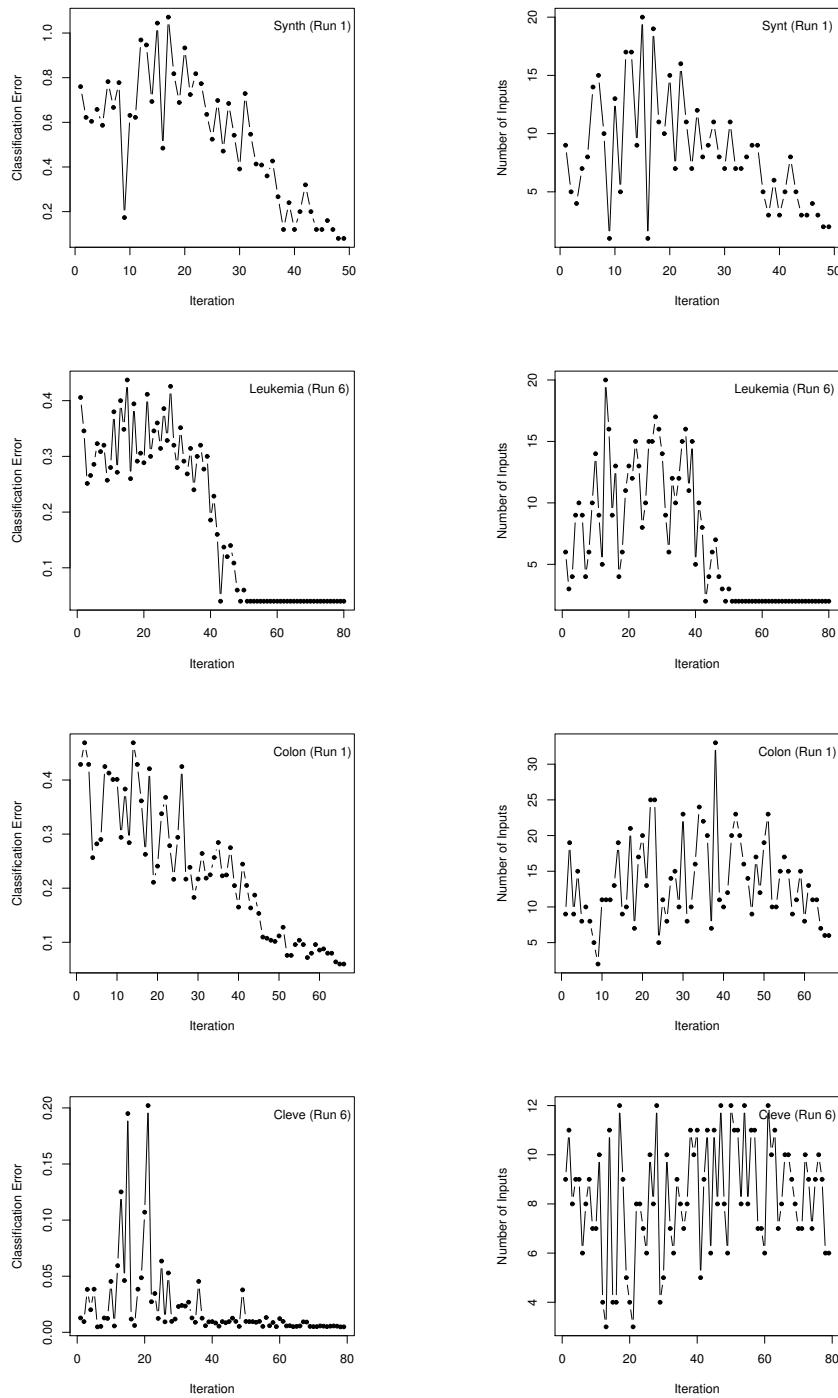 Synth (Run 1)
Classification Error
0.2 0.4 0.6 0.8 1.0
0 10 20 30 40 50
Iteration
Synt (Run 1)
Number of Inputs
5 10 15 20
0 10 20 30 40 50
Iteration
Leukemia (Run 6)
Classification Error
0.1 0.2 0.3 0.4
0 20 40 60 80
Iteration
Leukemia (Run 6)
Number of Inputs
5 10 15 20
0 20 40 60 80
Iteration
Colon (Run 1)
Classification Error
0.1 0.2 0.3 0.4
0 10 20 30 40 50 60
Iteration
Colon (Run 1)
Number of Inputs
5 10 15 20 25 30
0 10 20 30 40 50 60
Iteration
Cleve (Run 6)
Classification Error
0.00 0.05 0.10 0.15 0.20
0 20 40 60 80
Iteration
Cleve (Run 6)
Number of Inputs
4 6 8 10 12
0 20 40 60 80
Iteration